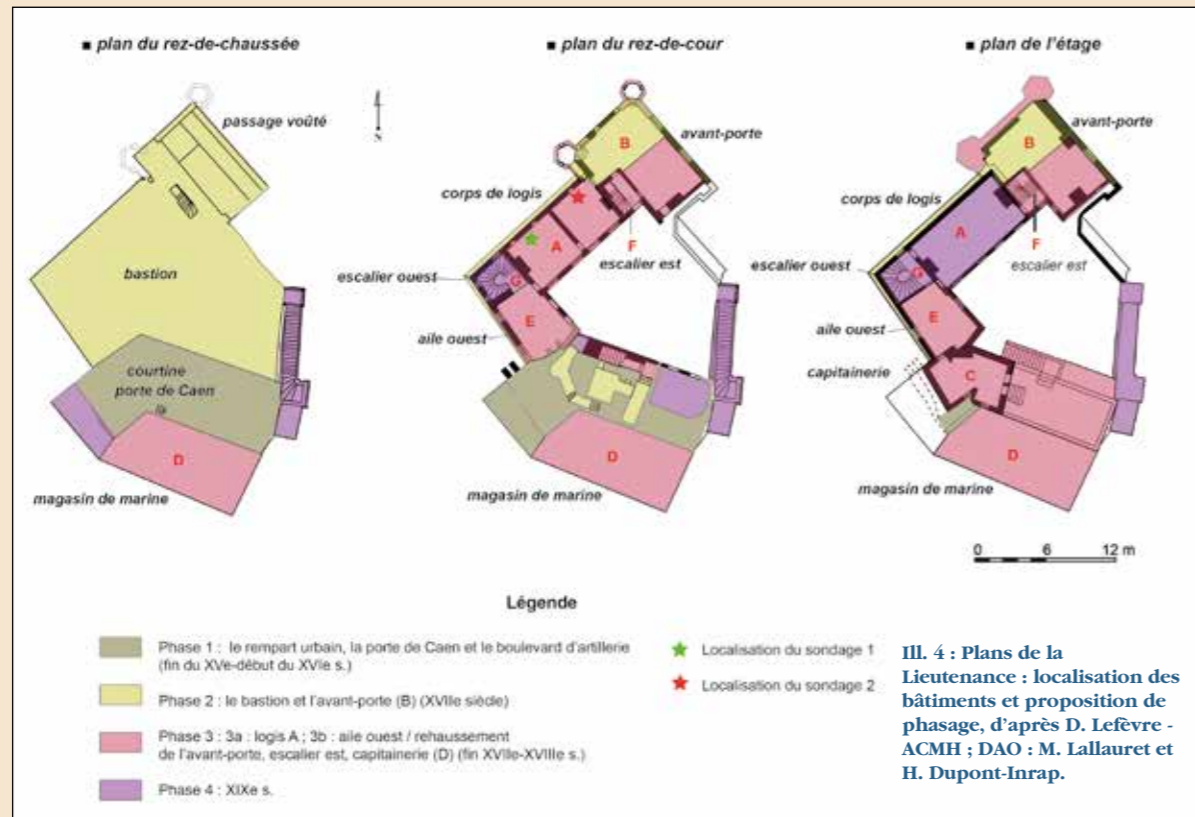 ■ plan du rez-de-chaussée
passage voûté
bastion
courtine
porte de Caen
D
magasin de marine
N
■ plan du rez-de-cour
avant-porte
B
corps de logis
A
F
escalier est
escalier ouest
G
E
aile ouest
D
magasin de marine
■ plan de l'étage
avant-porte
B
corps de logis
A
F
escalier est
escalier ouest
G
E
aile ouest
capitainerie
C
D
magasin de marine
0 6 12 m
Légende
Phase 1 : le rempart urbain, la porte de Caen et le boulevard d'artillerie
(fin du XVe-début du XVIe s.)
Phase 2 : le bastion et l'avant-porte (B) (XVIIe siècle)
Phase 3 : 3a : logis A ; 3b : aile ouest / rehaussement
de l'avant-porte, escalier est, capitainerie (D) (fin XVIIe-XVIIIe s.)
Phase 4 : XIXe s.
Localisation du sondage 1
Localisation du sondage 2
Ill. 4 : Plans de la
Lieutenance : localisation des
bâtiments et proposition de
phasage, d'après D. Lefèvre -
ACMH ; DAO : M. Lallauret et
H. Dupont-Inrap.